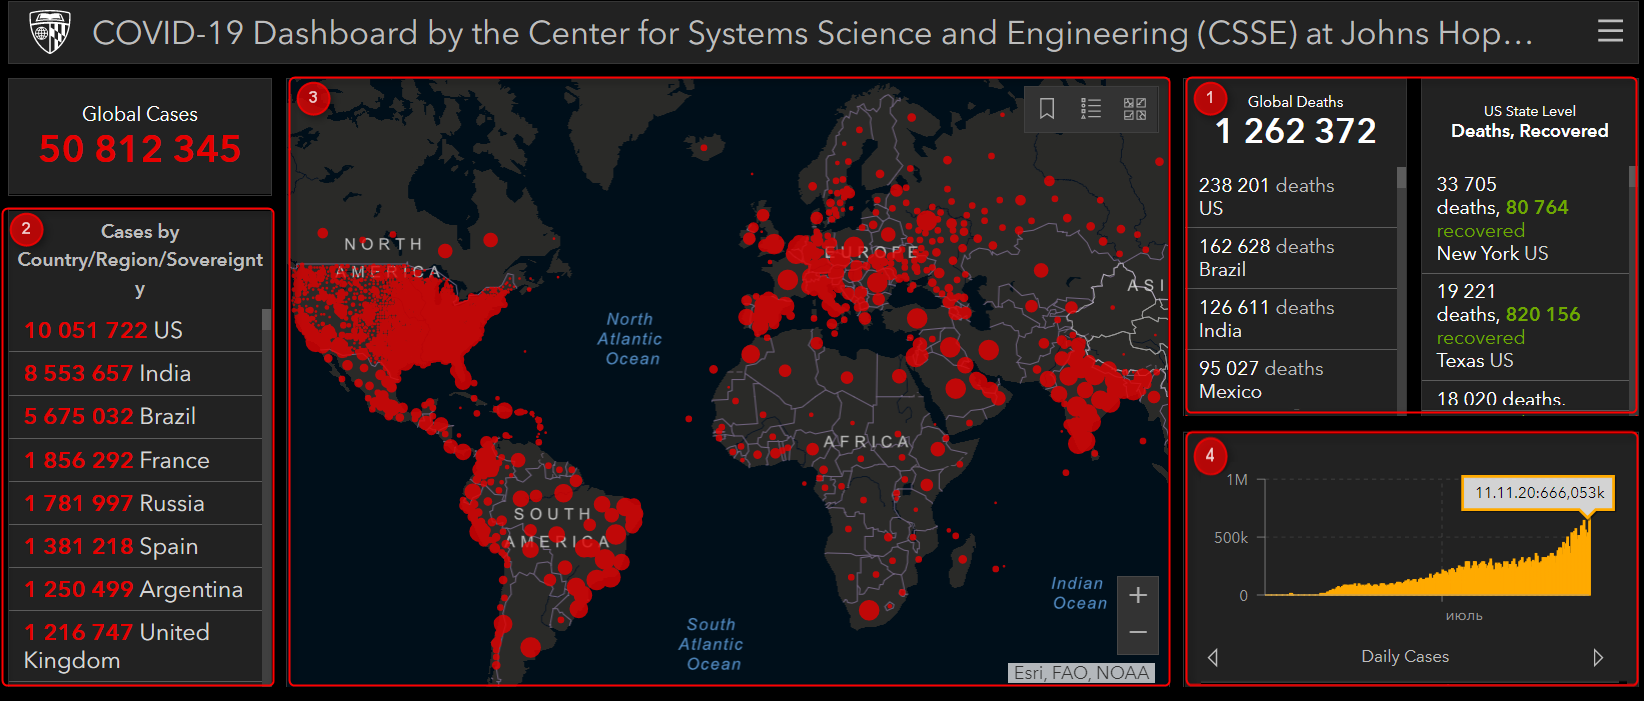 COVID-19 Dashboard by the Center for Systems Science and Engineering (CSSE) at Johns Hop...
Global Cases
50 812 345
2
Cases by
Country/Region/Sovereignt
y
10 051 722 US
8 553 657 India
5 675 032 Brazil
1 856 292 France
1 781 997 Russia
1 381 218 Spain
1 250 499 Argentina
1 216 747 United
Kingdom
3
NORTH
AMERICA
EUROPE
ASI
North
Atlantic
Ocean
AFRICA
SOUTH
AMERICA
Indian
Ocean
South
Atlantic
Ocean
+
−
Esri, FAO, NOAA
1
Global Deaths
1 262 372
238 201 deaths
US
162 628 deaths
Brazil
126 611 deaths
India
95 027 deaths
Mexico
US State Level
Deaths, Recovered
33 705
deaths, 80 764
recovered
New York US
19 221
deaths, 820 156
recovered
Texas US
18 020 deaths,
4
1M
11.11.20:666,053k
500k
0
июль
Daily Cases